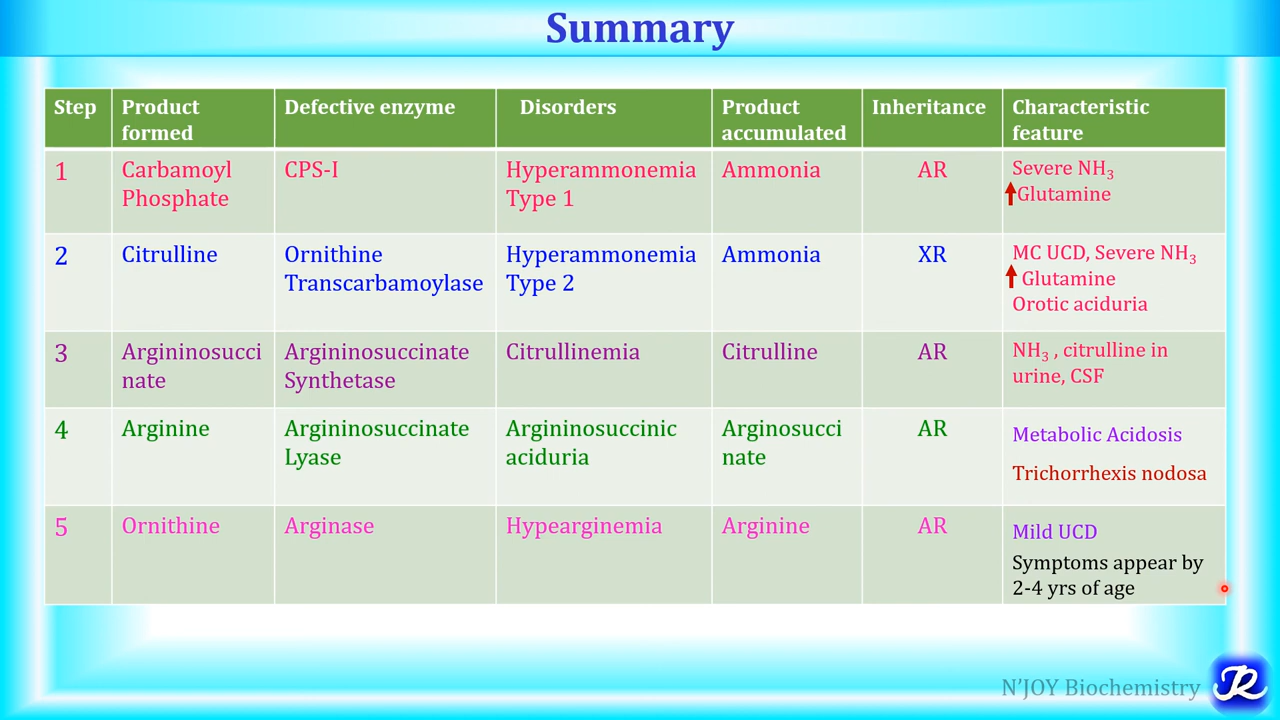 Summary
Step
Product
formed
Defective enzyme
Disorders
Product
accumulated
Inheritance
Characteristic
feature
1
Carbamoyl
Phosphate
CPS-I
Hyperammonemia
Type 1
Ammonia
AR
Severe NH₃
Glutamine
2
Citrulline
Ornithine
Transcarbamoylase
Hyperammonemia
Type 2
Ammonia
XR
MC UCD, Severe NH₃
Glutamine
Orotic aciduria
3
Argininosucci
nate
Argininosuccinate
Synthetase
Citrullinemia
Citrulline
AR
NH₃ , citrulline in
urine, CSF
4
Arginine
Argininosuccinate
Lyase
Argininosuccinic
aciduria
Arginosucci
nate
AR
Metabolic Acidosis
Trichorrhexis nodosa
5
Ornithine
Arginase
Hypearginemia
Arginine
AR
Mild UCD
Symptoms appear by
2-4 yrs of age
N'JOY Biochemistry